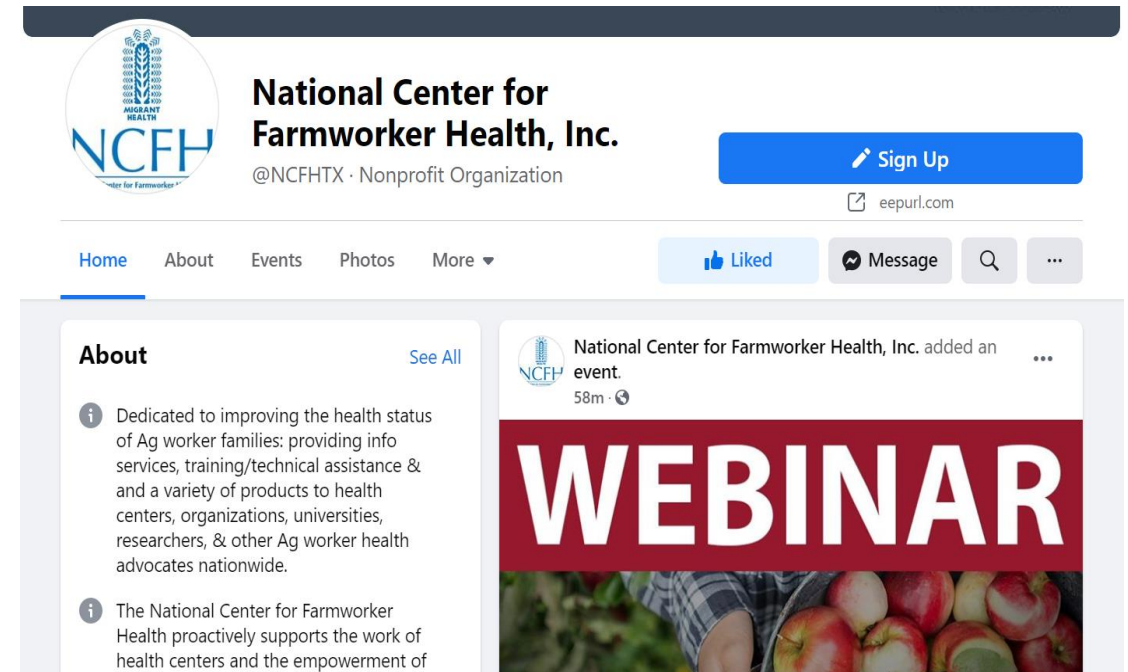 MIGRANT
HEALTH
NCFH
National Center for
Farmworker Health, Inc.
@NCFHTX · Nonprofit Organization
Sign Up
eepurl.com
Home About Events Photos More
Liked Message ...
About See All
Dedicated to improving the health status
of Ag worker families: providing info
services, training/technical assistance &
and a variety of products to health
centers, organizations, universities,
researchers, & other Ag worker health
advocates nationwide.
The National Center for Farmworker
Health proactively supports the work of
health centers and the empowerment of
NCFH
National Center for Farmworker Health, Inc. added an
event.
58m ·
WEBINAR